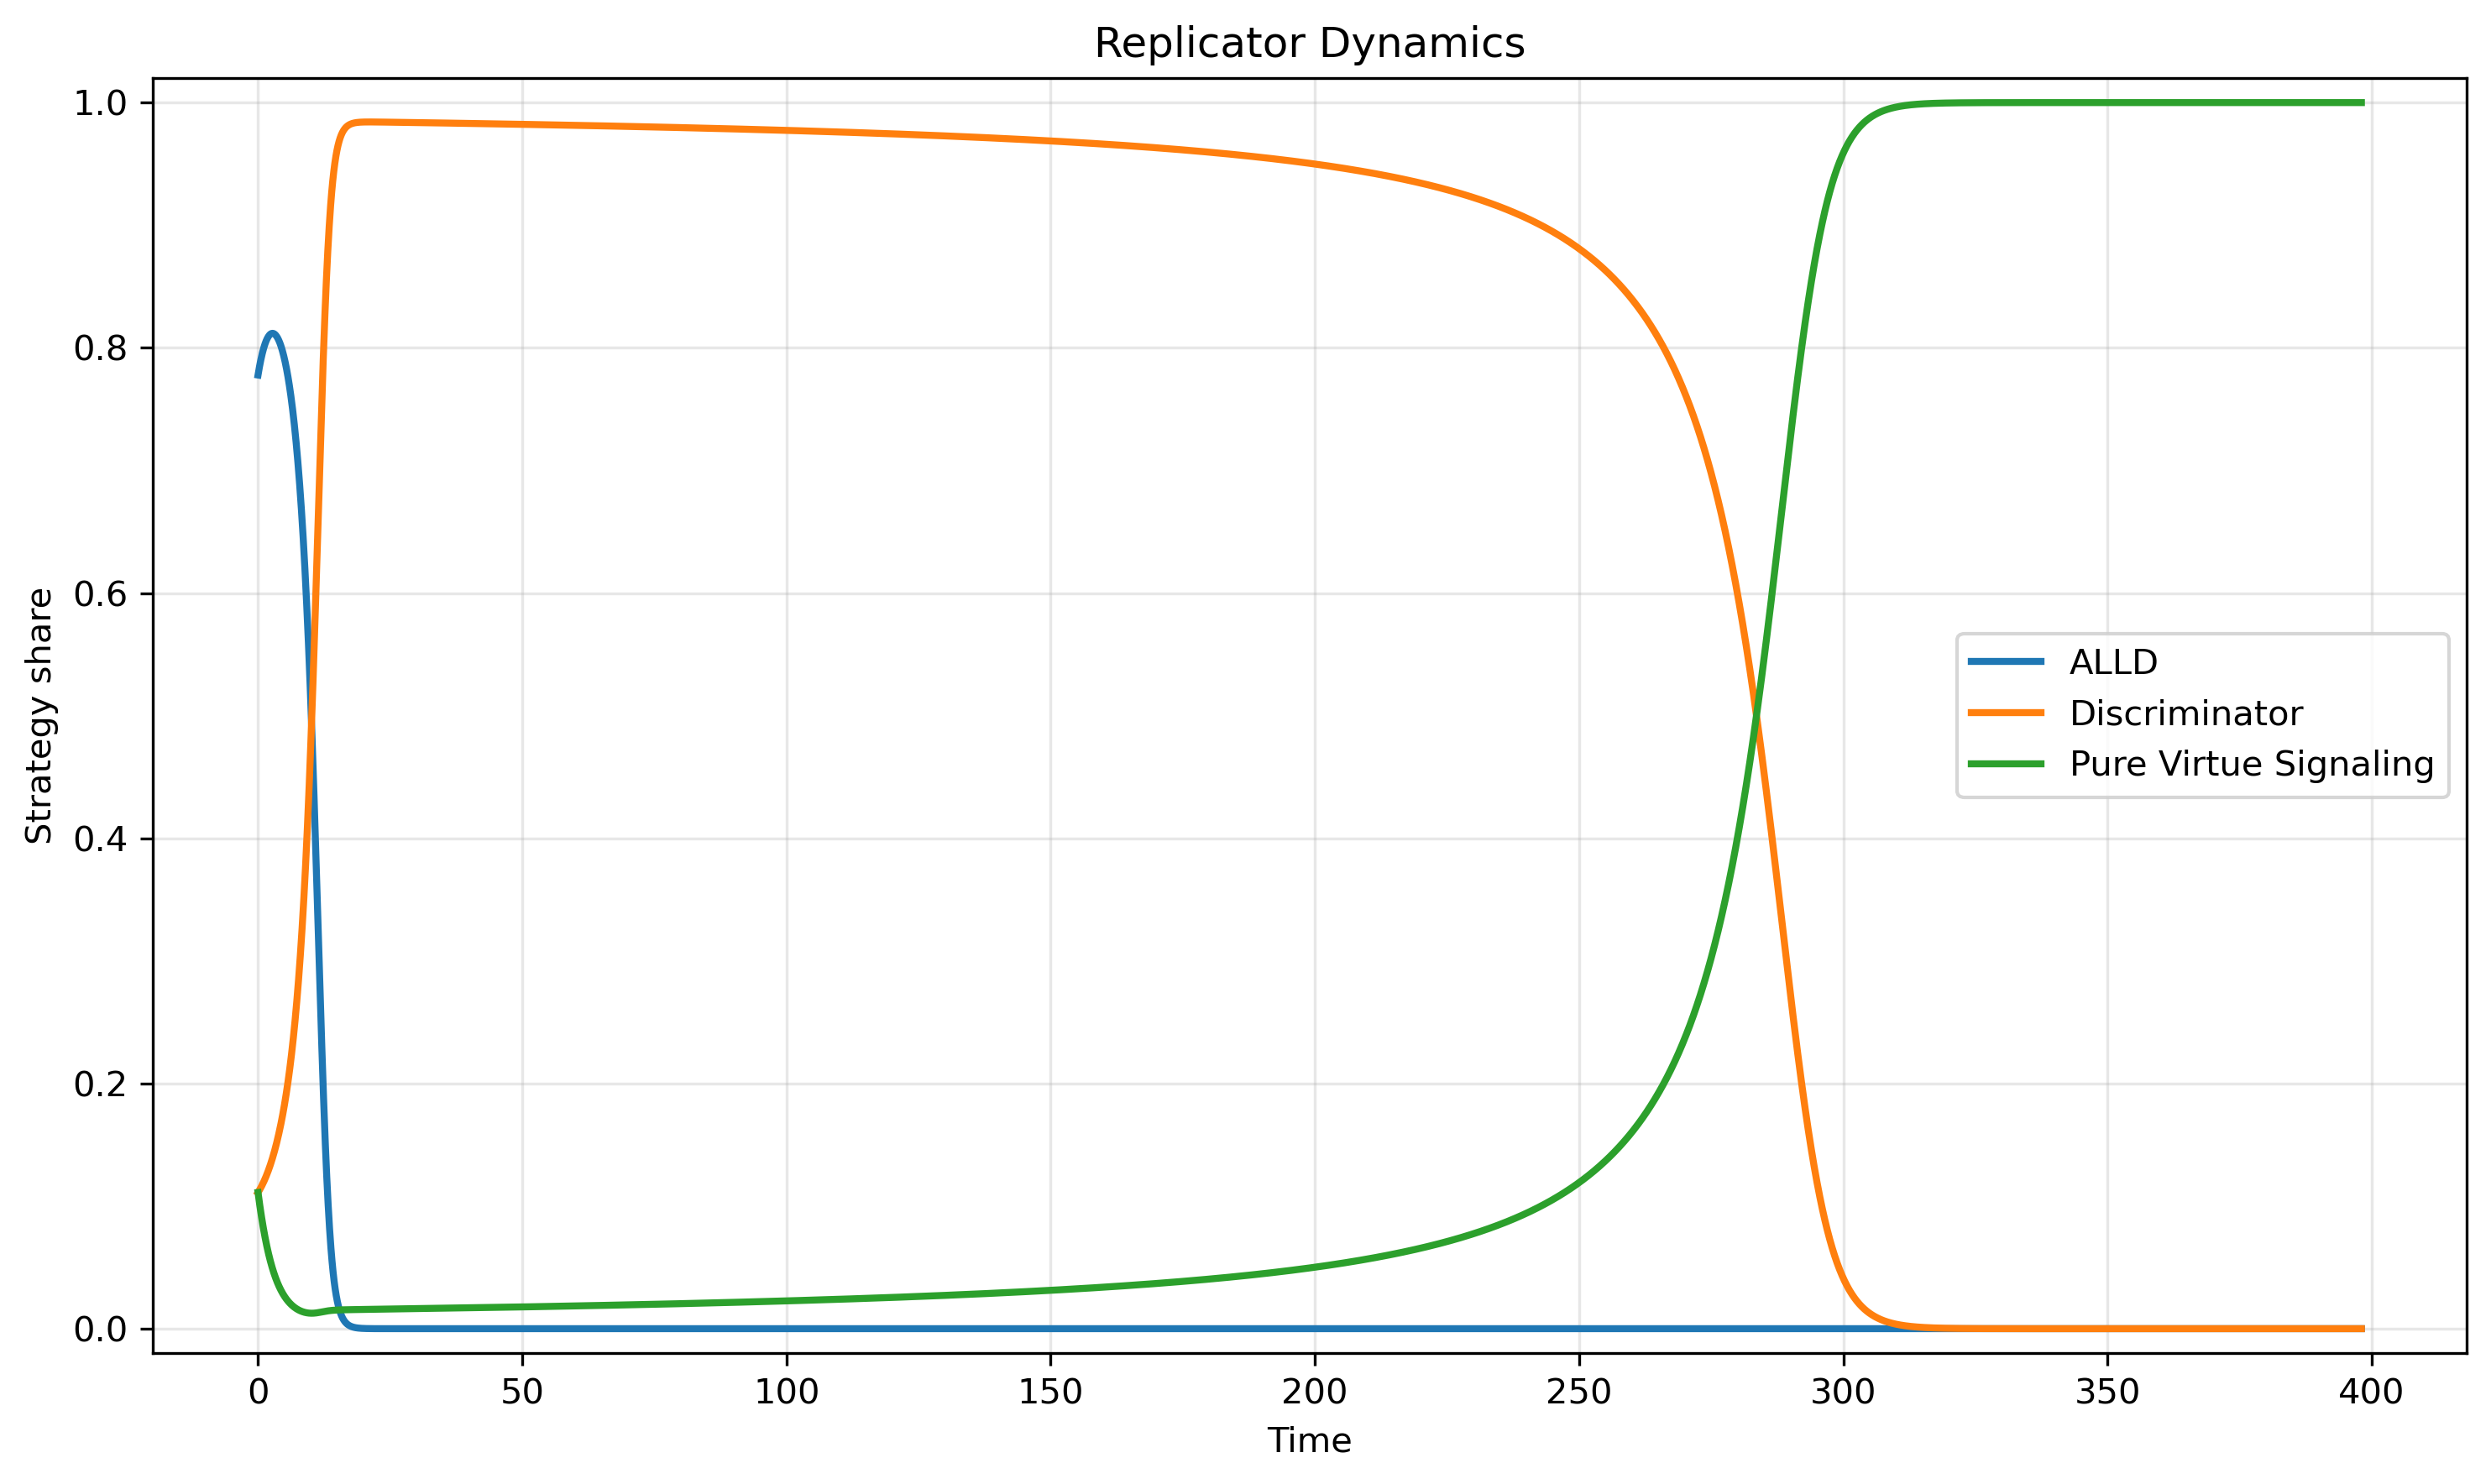 Replicator Dynamics
Strategy share
1.0
0.8
0.6
0.4
0.2
0.0
ALLD
Discriminator
Pure Virtue Signaling
0 50 100 150 200 250 300 350 400
Time